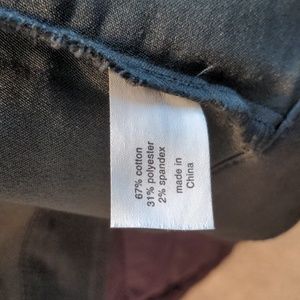 67% cotton
31% polyester
2% spandex
made in
China